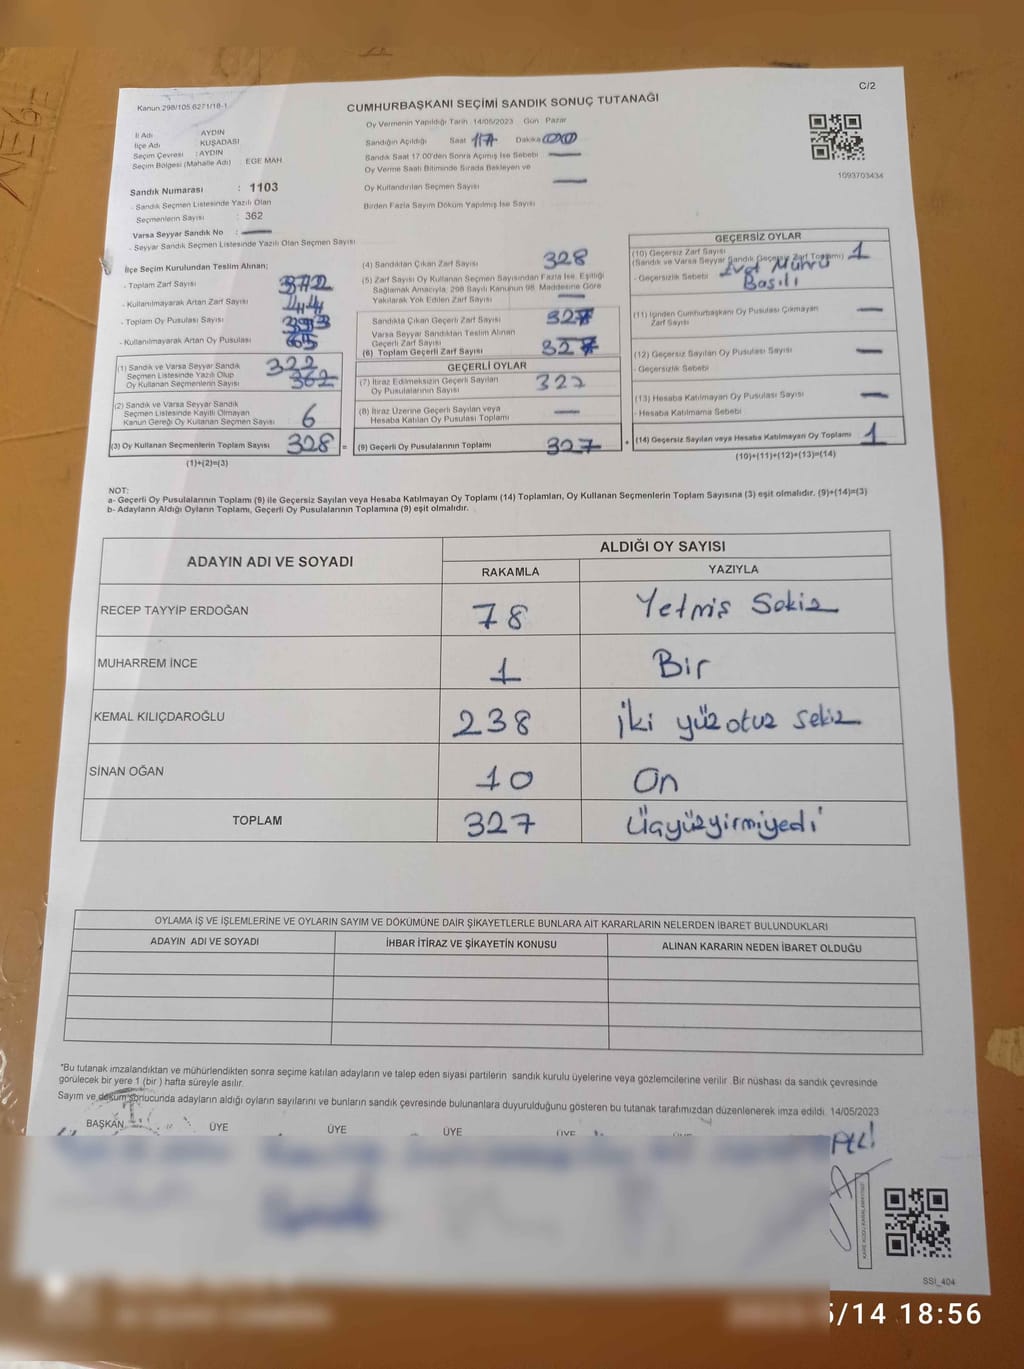 C/2
Kanun 298/105 6271/18-1
CUMHURBAŞKANI SEÇİMİ SANDIK SONUÇ TUTANAĞI
İl Adı AYDIN
İlçe Adı KUŞADASI
Seçim Çevresi : AYDIN
Seçim Bölgesi (Mahalle Adı) : EGE MAH
Sandık Numarası : 1103
- Sandık Seçmen Listesinde Yazılı Olan
Seçmenlerin Sayısı : 362
Varsa Seyyar Sandık No :
- Seyyar Sandık Seçmen Listesinde Yazılı Olan Seçmen Sayısı
Oy Vermenin Yapıldığı Tarih 14/05/2023 Gün Pazar
Sandığın Açıldığı Saat Dakika
Sandık Saat 17.00'den Sonra Açımış İse Sebebi
Oy Verme Saati Bitiminde Sırada Bekleyen ve
Oy Kullandırılan Seçmen Sayısı
Birden Fazla Sayım Döküm Yapılmış İse Sayısı
1093703434
İlçe Seçim Kurulundan Teslim Alınan;
- Toplam Zarf Sayısı
- Kullanılmayarak Artan Zarf Sayısı 44
- Toplam Oy Pusulası Sayısı
- Kullanılmayarak Artan Oy Pusulası 65
(1) Sandık ve Varsa Seyyar Sandık 322
Seçmen Listesinde Yazılı Olup
Oy Kullanan Seçmenlerin Sayısı
(2) Sandık ve Varsa Seyyar Sandık
Seçmen Listesinde Kayıtlı Olmayan
Kanun Gereği Oy Kullanan Seçmen Sayısı 6
(3) Oy Kullanan Seçmenlerin Toplam Sayısı 328 =
(1)+(2)=(3)
(4) Sandıktan Çıkan Zarf Sayısı 328
(5) Zarf Sayısı Oy Kullanan Seçmen Sayısından Fazla İse, Eşitliği
Sağlamak Amacıyla, 298 Sayılı Kanunun 98. Maddesine Göre
Yakılarak Yok Edilen Zarf Sayısı
Sandıkta Çıkan Geçerli Zarf Sayısı 327
Varsa Seyyar Sandıktan Teslim Alınan
Geçerli Zarf Sayısı
(6) Toplam Geçerli Zarf Sayısı 327
GEÇERLİ OYLAR
(7) İtiraz Edilmeksizin Geçerli Sayılan
Oy Pusulalarının Sayısı 327
(8) İtiraz Üzerine Geçerli Sayılan veya
Hesaba Katılan Oy Pusulası Toplamı
(9) Geçerli Oy Pusulalarının Toplamı 327 +
GEÇERSİZ OYLAR
(10) Geçersiz Zarf Sayısı 1
(Sandık ve Varsa Seyyar Sandık Geçersiz Zarf Toplamı)
- Geçersizlik Sebebi Evet Mührü
Basılı
(11) İçinden Cumhurbaşkanı Oy Pusulası Çıkmayan
Zarf Sayısı
(12) Geçersiz Sayılan Oy Pusulası Sayısı
- Geçersizlik Sebebi
(13) Hesaba Katılmayan Oy Pusulası Sayısı
- Hesaba Katılmama Sebebi
(14) Geçersiz Sayılan veya Hesaba Katılmayan Oy Toplamı 1
(10)+(11)+(12)+(13)=(14)
NOT:
a- Geçerli Oy Pusulalarının Toplamı (9) ile Geçersiz Sayılan veya Hesaba Katılmayan Oy Toplamı (14) Toplamları, Oy Kullanan Seçmenlerin Toplam Sayısına (3) eşit olmalıdır. (9)+(14)=(3)
b- Adayların Aldığı Oyların Toplamı, Geçerli Oy Pusulalarının Toplamına (9) eşit olmalıdır.
ADAYIN ADI VE SOYADI ALDIĞI OY SAYISI
RAKAMLA YAZIYLA
RECEP TAYYİP ERDOĞAN 78 Yetmiş Sekiz
MUHARREM İNCE 1 Bir
KEMAL KILIÇDAROĞLU 238 iki yüz otuz sekiz
SİNAN OĞAN 10 On
TOPLAM 327 Üçyüzyirmiyedi
OYLAMA İŞ VE İŞLEMLERİNE VE OYLARIN SAYIM VE DÖKÜMÜNE DAİR ŞİKAYETLERLE BUNLARA AİT KARARLARIN NELERDEN İBARET BULUNDUKLARI
ADAYIN ADI VE SOYADI İHBAR İTİRAZ VE ŞİKAYETİN KONUSU ALINAN KARARIN NEDEN İBARET OLDUĞU
*Bu tutanak imzalandıktan ve mühürlendikten sonra seçime katılan adayların ve talep eden siyasi partilerin sandık kurulu üyelerine veya gözlemcilerine verilir. Bir nüshası da sandık çevresinde
görülecek bir yere 1 (bir) hafta süreyle asılır.
Sayım ve döküm sonucunda adayların aldığı oyların sayılarını ve bunların sandık çevresinde bulunanlara duyurulduğunu gösteren bu tutanak tarafımızdan düzenlenerek imza edildi. 14/05/2023
BAŞKAN ÜYE ÜYE ÜYE ÜYE ÜYE
SSI_404
5/14 18:56